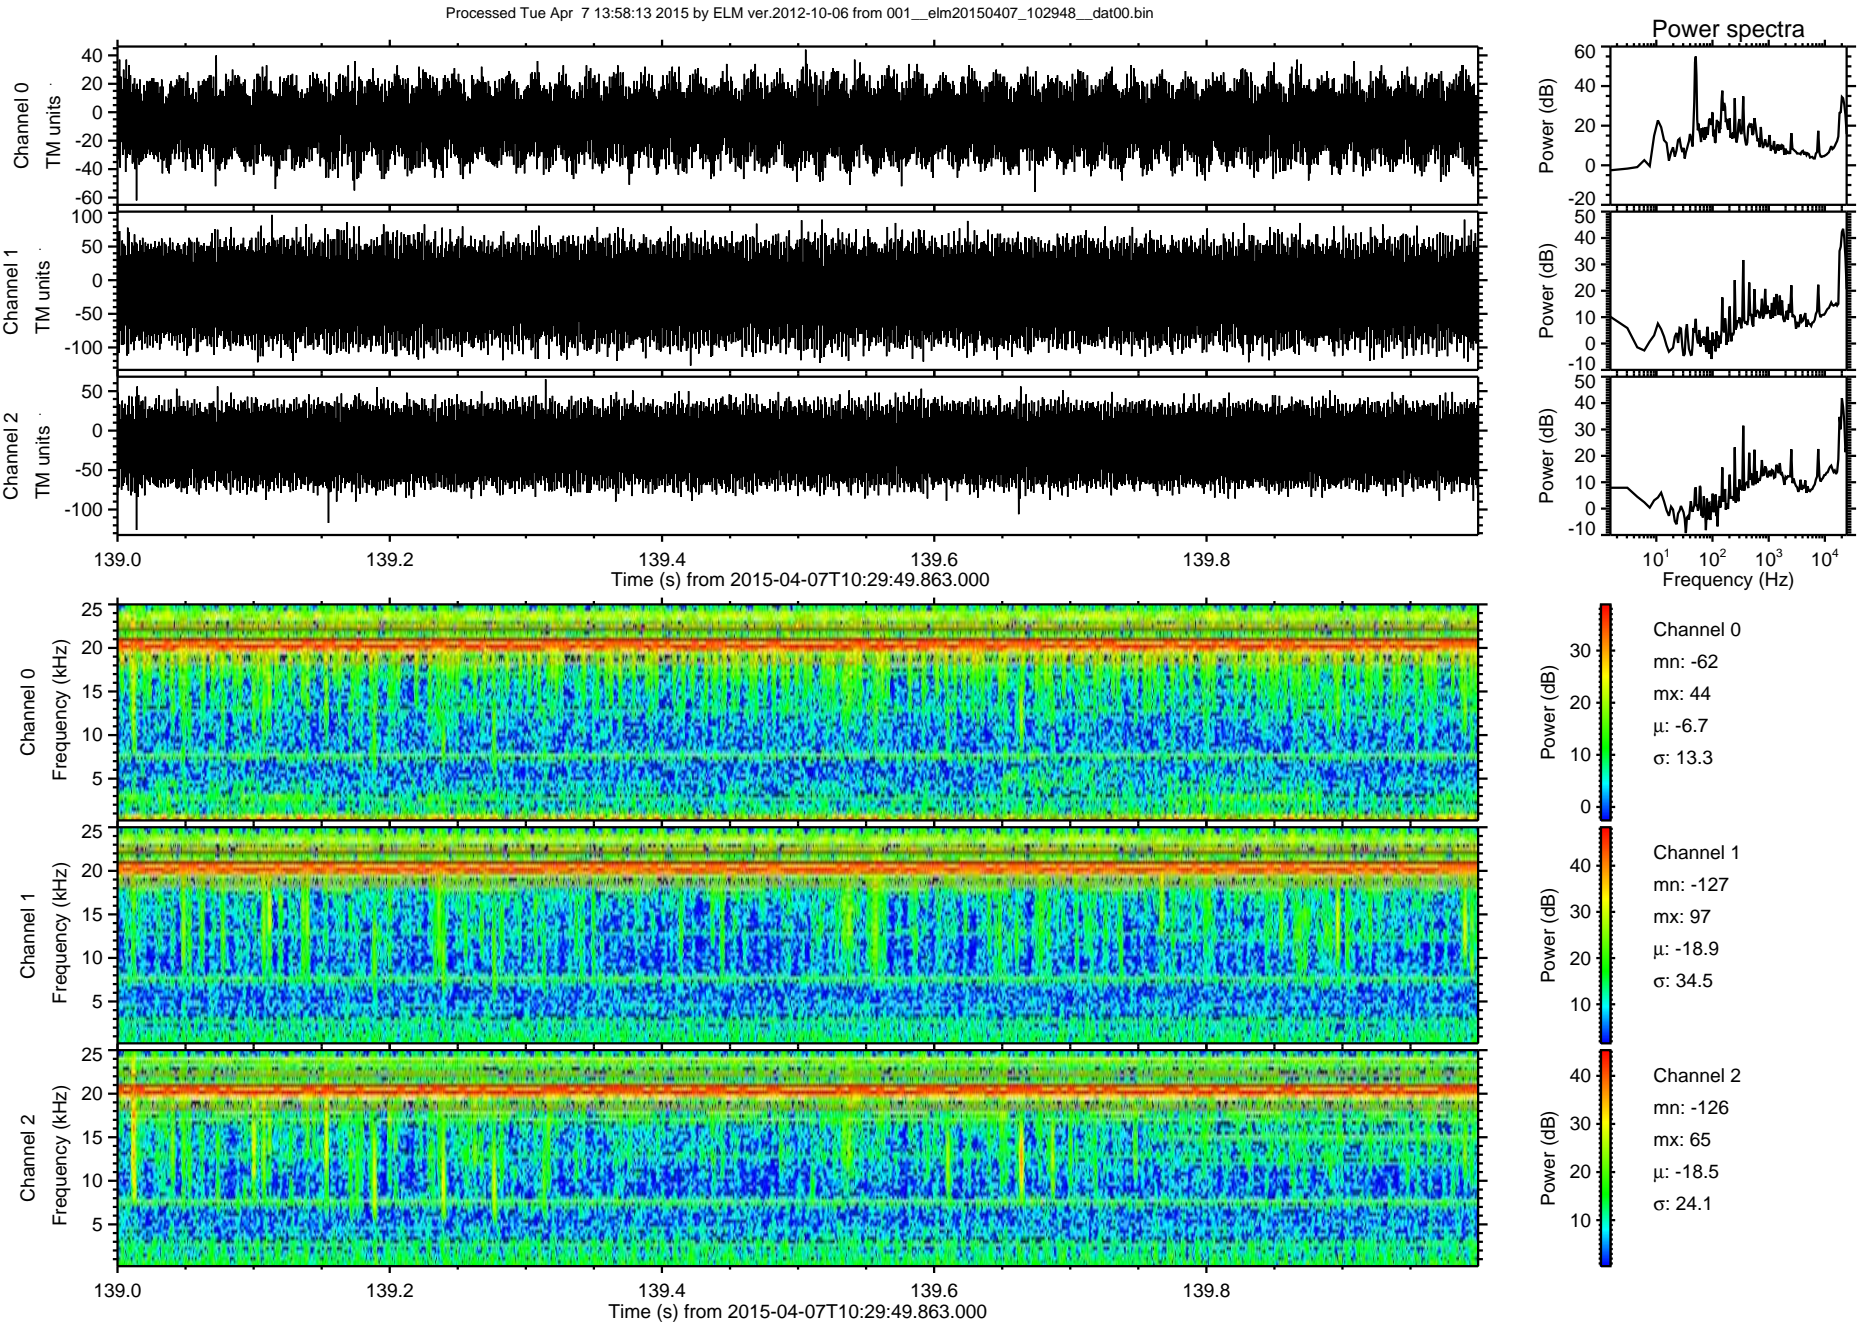 Processed Tue Apr  7 13:58:13 2015 by ELM ver.2012-10-06 from 001__elm20150407_102948__dat00.bin
Power spectra
Channel 0
TM units
40
20
0
-20
-40
-60
Power (dB)
60
40
20
0
-20
Channel 1
TM units
100
50
0
-50
-100
Power (dB)
50
40
30
20
10
0
-10
Channel 2
TM units
50
0
-50
-100
Power (dB)
50
40
30
20
10
0
-10
139.0 139.2 139.4 139.6 139.8
Time (s) from 2015-04-07T10:29:49.863.000
10¹ 10² 10³ 10⁴
Frequency (Hz)
Channel 0
Frequency (kHz)
25
20
15
10
5
Power (dB)
30
20
10
0
Channel 0
mn: -62
mx: 44
μ: -6.7
σ: 13.3
Channel 1
Frequency (kHz)
25
20
15
10
5
Power (dB)
40
30
20
10
Channel 1
mn: -127
mx: 97
μ: -18.9
σ: 34.5
Channel 2
Frequency (kHz)
25
20
15
10
5
Power (dB)
40
30
20
10
Channel 2
mn: -126
mx: 65
μ: -18.5
σ: 24.1
139.0 139.2 139.4 139.6 139.8
Time (s) from 2015-04-07T10:29:49.863.000